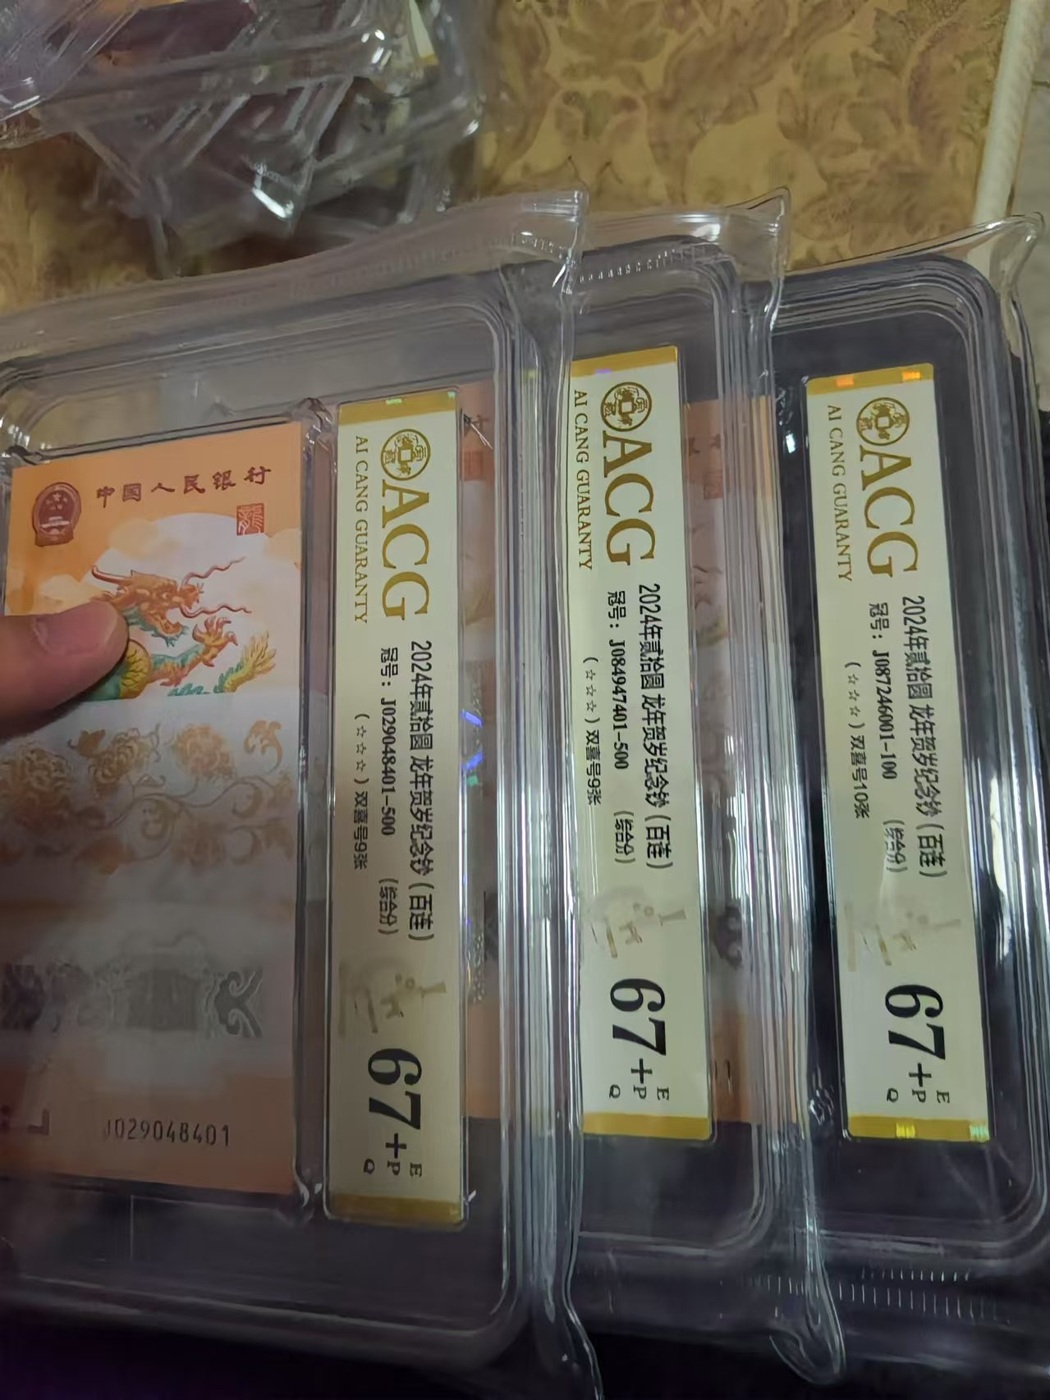 中國人民银行
J029048401
ACG
AI CANG GUARANTY
2024年贰拾圆 龙年贺岁纪念钞(百连)
冠号：J029048401-500 (综合分)
(☆☆☆) 双喜号9张
67+
E
P
Q
ACG
AI CANG GUARANTY
2024年贰拾圆 龙年贺岁纪念钞(百连)
冠号：J084947401-500 (综合分)
(☆☆☆) 双喜号9张
67+
E
P
Q
ACG
AI CANG GUARANTY
2024年贰拾圆 龙年贺岁纪念钞(百连)
冠号：J087246001-100 (综合分)
(☆☆☆) 双喜号10张
67+
E
P
Q